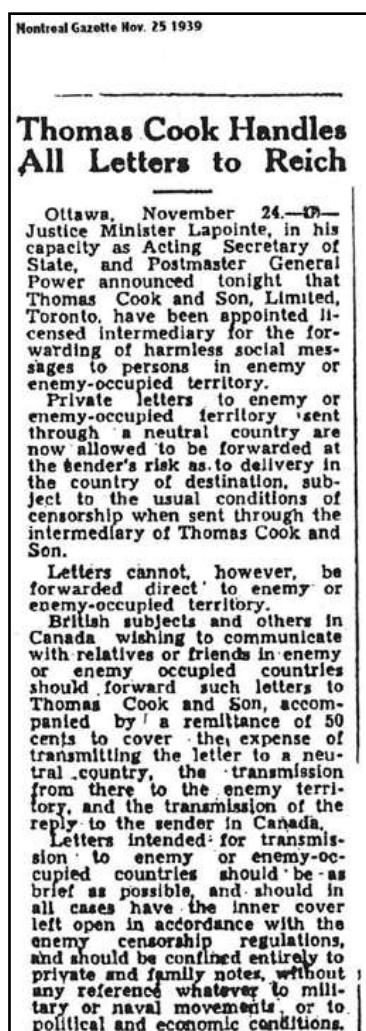 Montreal Gazette Nov. 25 1939
Thomas Cook Handles
All Letters to Reich
Ottawa, November 24.—(P)—
Justice Minister Lapointe, in his
capacity as Acting Secretary of
State, and Postmaster General
Power announced tonight that
Thomas Cook and Son, Limited,
Toronto, have been appointed li-
censed intermediary for the for-
warding of harmless social mes-
sages to persons in enemy or
enemy-occupied territory.
Private letters to enemy or
enemy-occupied territory sent
through a neutral country are
now allowed to be forwarded at
the sender's risk as to delivery in
the country of destination, sub-
ject to the usual conditions of
censorship when sent through the
intermediary of Thomas Cook and
Son.
Letters cannot, however, be
forwarded direct to enemy or
enemy-occupied territory.
British subjects and others in
Canada wishing to communicate
with relatives or friends in enemy
or enemy occupied countries
should forward such letters to
Thomas Cook and Son, accom-
panied by a remittance of 50
cents to cover the expense of
transmitting the letter to a neu-
tral country, the transmission
from there to the enemy terri-
tory, and the transmission of the
reply to the sender in Canada.
Letters intended for transmis-
sion to enemy or enemy-oc-
cupied countries should be as
brief as possible, and should in
all cases have the inner cover
left open in accordance with the
enemy censorship regulations,
and should be confined entirely to
private and family notes, without
any reference whatever to mili-
tary or naval movements or to
political and economic conditions.